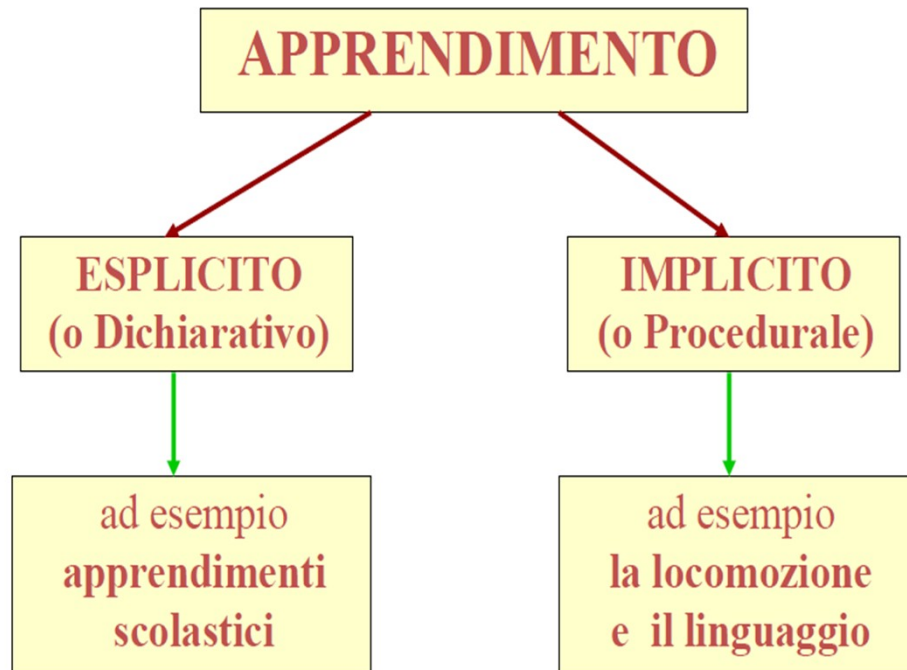 APPRENDIMENTO
ESPLICITO
(o Dichiarativo)
IMPLICITO
(o Procedurale)
ad esempio
apprendimenti
scolastici
ad esempio
la locomozione
e il linguaggio